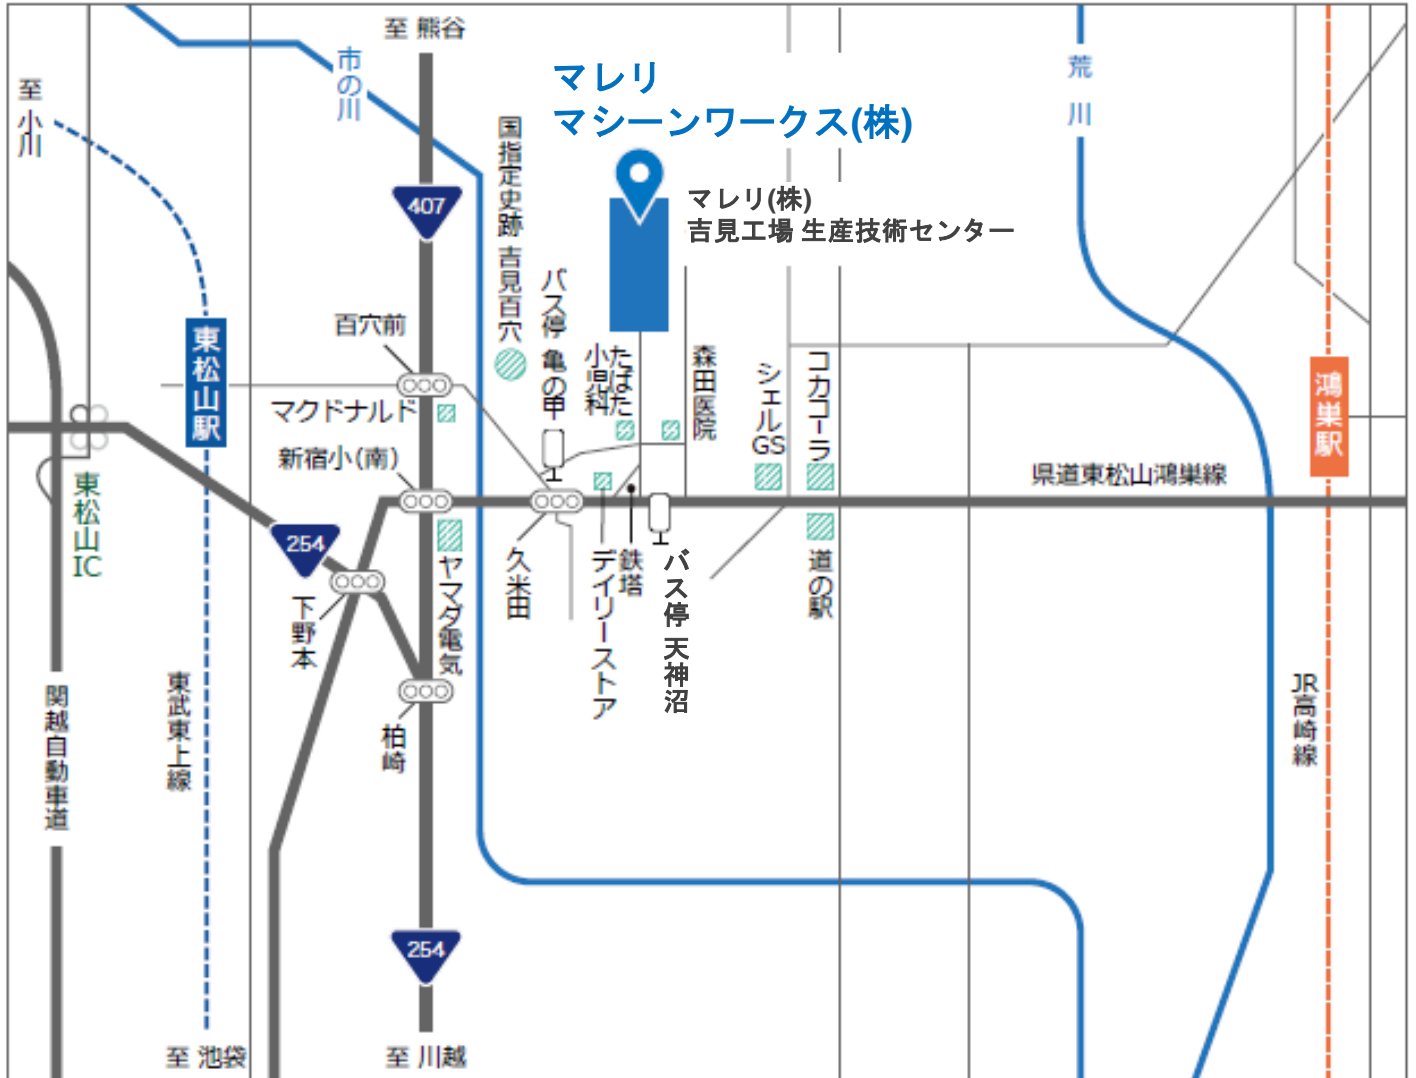 至 熊谷
市の川
至 小川
マレリ
マシーンワークス(株)
荒川
国指定史跡 吉見百穴
407
マレリ(株)
吉見工場 生産技術センター
バス停 亀の甲
百穴前
東松山駅
たばた
小児科
森田医院
シェル
GS
コカコーラ
鴻巣駅
マクドナルド
新宿小(南)
県道東松山鴻巣線
東松山
IC
254
久米田
デイリーストア
鉄塔
バス停 天神沼
道の駅
ヤマダ電気
下野本
関越自動車道
東武東上線
柏崎
JR
高崎線
254
至 池袋
至 川越